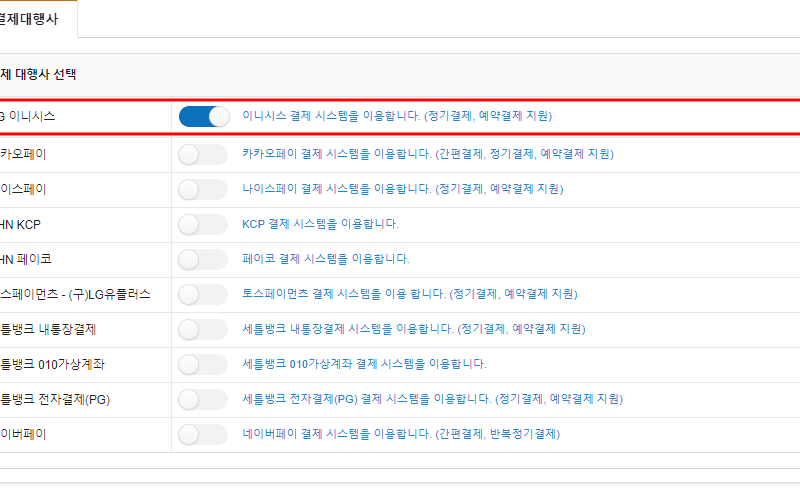 결제대행사
제 대행사 선택
G 이니시스 이니시스 결제 시스템을 이용합니다. (정기결제, 예약결제 지원)
카오페이 카카오페이 결제 시스템을 이용합니다. (간편결제, 정기결제, 예약결제 지원)
이스페이 나이스페이 결제 시스템을 이용합니다. (정기결제, 예약결제 지원)
HN KCP KCP 결제 시스템을 이용합니다.
HN 페이코 페이코 결제 시스템을 이용합니다.
스페이먼츠 - (구)LG유플러스 토스페이먼츠 결제 시스템을 이용 합니다. (정기결제, 예약결제 지원)
틀뱅크 내통장결제 세틀뱅크 내통장결제 시스템을 이용합니다. (정기결제, 예약결제 지원)
틀뱅크 010가상계좌 세틀뱅크 010가상계좌 결제 시스템을 이용합니다.
틀뱅크 전자결제(PG) 세틀뱅크 전자결제(PG) 결제 시스템을 이용합니다. (정기결제, 예약결제 지원)
이버페이 네이버페이 결제 시스템을 이용합니다. (간편결제, 반복정기결제)